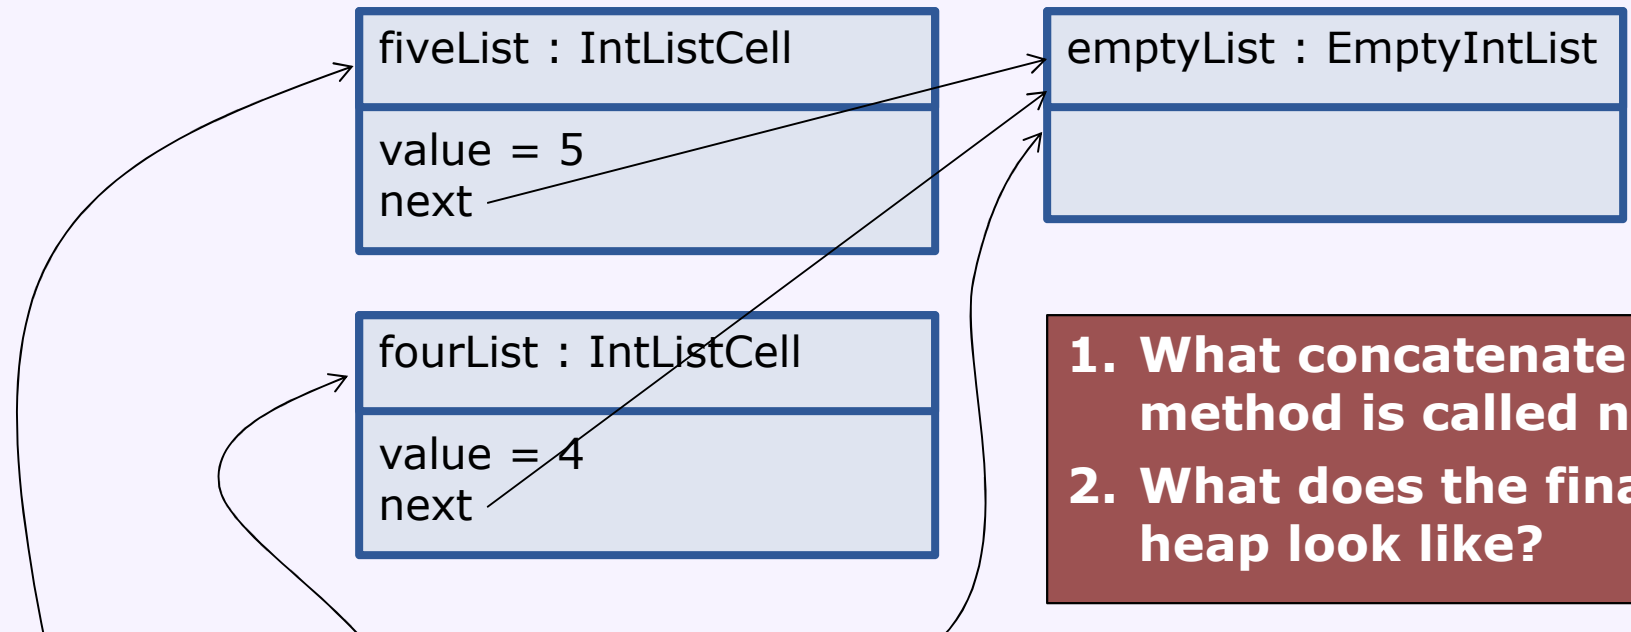 fiveList : IntListCell
value = 5
next
emptyList : EmptyIntList
fourList : IntListCell
value = 4
next
1. What concatenate
method is called
2. What does the
heap look like?